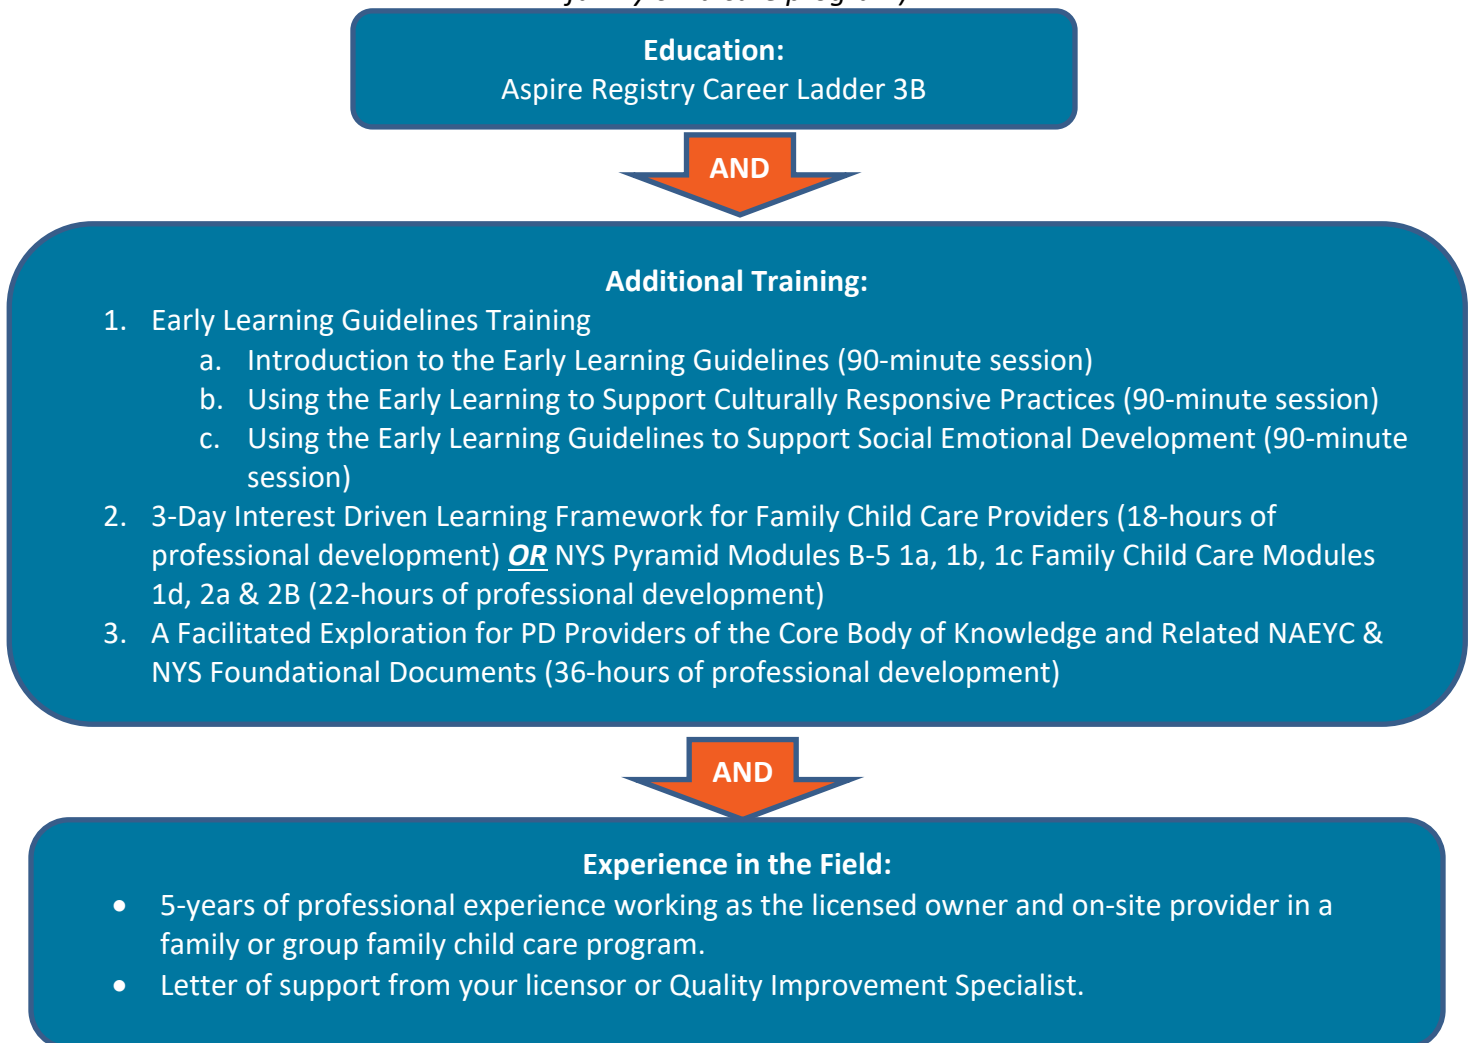 Education:
Aspire Registry Career Ladder 3B
AND
Additional Training:
1. Early Learning Guidelines Training
a. Introduction to the Early Learning Guidelines (90-minute session)
b. Using the Early Learning to Support Culturally Responsive Practices (90-minute session)
c. Using the Early Learning Guidelines to Support Social Emotional Development (90-minute
session)
2. 3-Day Interest Driven Learning Framework for Family Child Care Providers (18-hours of
professional development) OR NYS Pyramid Modules B-5 1a, 1b, 1c Family Child Care Modules
1d, 2a & 2B (22-hours of professional development)
3. A Facilitated Exploration for PD Providers of the Core Body of Knowledge and Related NAEYC &
NYS Foundational Documents (36-hours of professional development)
AND
Experience in the Field:
• 5-years of professional experience working as the licensed owner and on-site provider in a
family or group family child care program.
• Letter of support from your licensor or Quality Improvement Specialist.